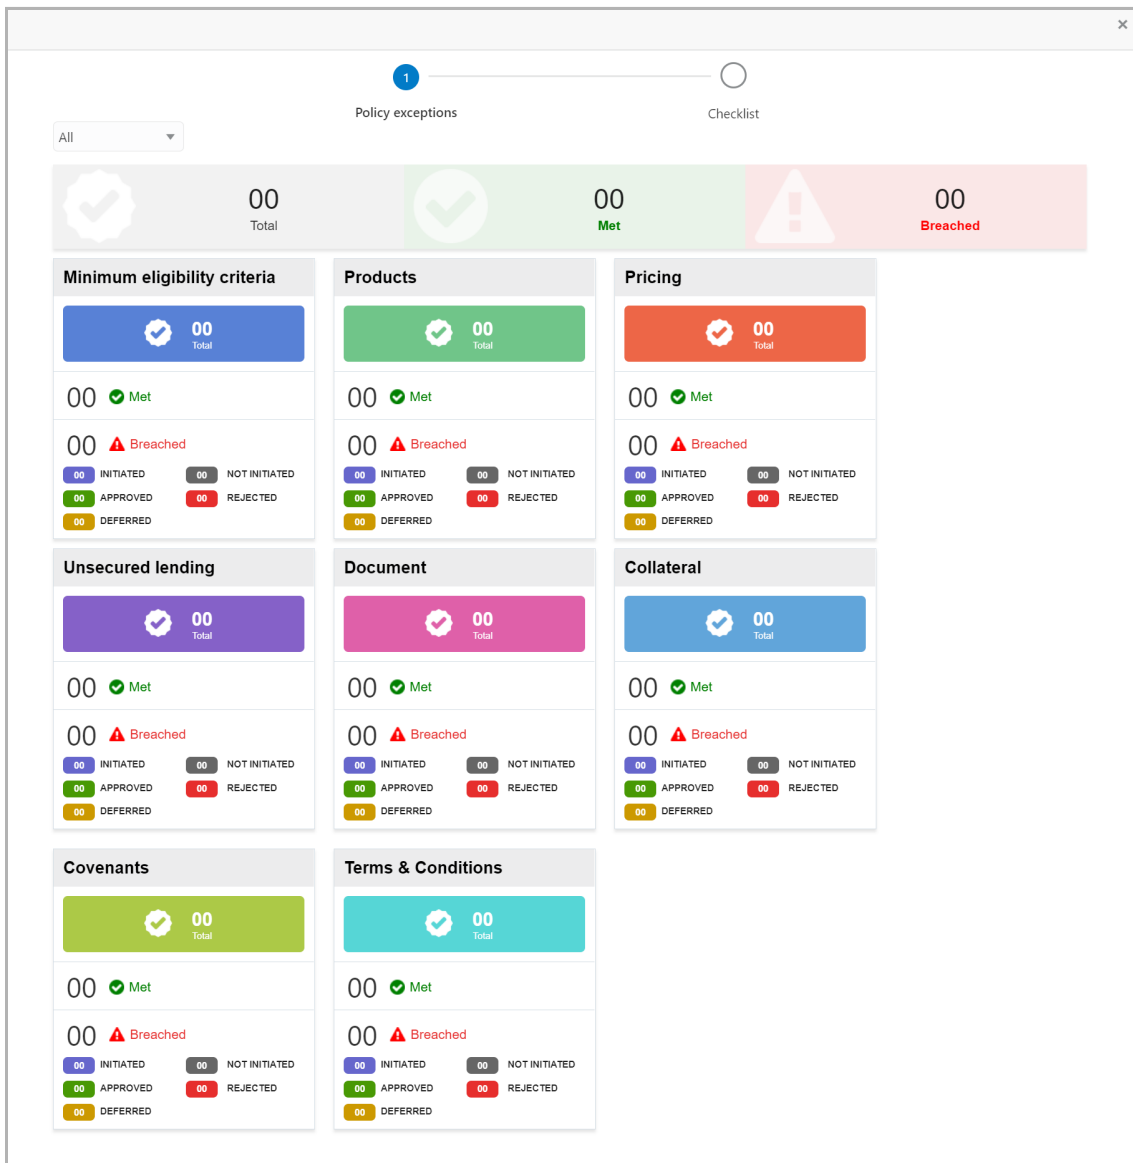 ×
1
Policy exceptions
Checklist
All
00
Total
00
Met
00
Breached
Minimum eligibility criteria
00
Total
00 Met
00 Breached
00 INITIATED 00 NOT INITIATED
00 APPROVED 00 REJECTED
00 DEFERRED
Products
00
Total
00 Met
00 Breached
00 INITIATED 00 NOT INITIATED
00 APPROVED 00 REJECTED
00 DEFERRED
Pricing
00
Total
00 Met
00 Breached
00 INITIATED 00 NOT INITIATED
00 APPROVED 00 REJECTED
00 DEFERRED
Unsecured lending
00
Total
00 Met
00 Breached
00 INITIATED 00 NOT INITIATED
00 APPROVED 00 REJECTED
00 DEFERRED
Document
00
Total
00 Met
00 Breached
00 INITIATED 00 NOT INITIATED
00 APPROVED 00 REJECTED
00 DEFERRED
Collateral
00
Total
00 Met
00 Breached
00 INITIATED 00 NOT INITIATED
00 APPROVED 00 REJECTED
00 DEFERRED
Covenants
00
Total
00 Met
00 Breached
00 INITIATED 00 NOT INITIATED
00 APPROVED 00 REJECTED
00 DEFERRED
Terms & Conditions
00
Total
00 Met
00 Breached
00 INITIATED 00 NOT INITIATED
00 APPROVED 00 REJECTED
00 DEFERRED